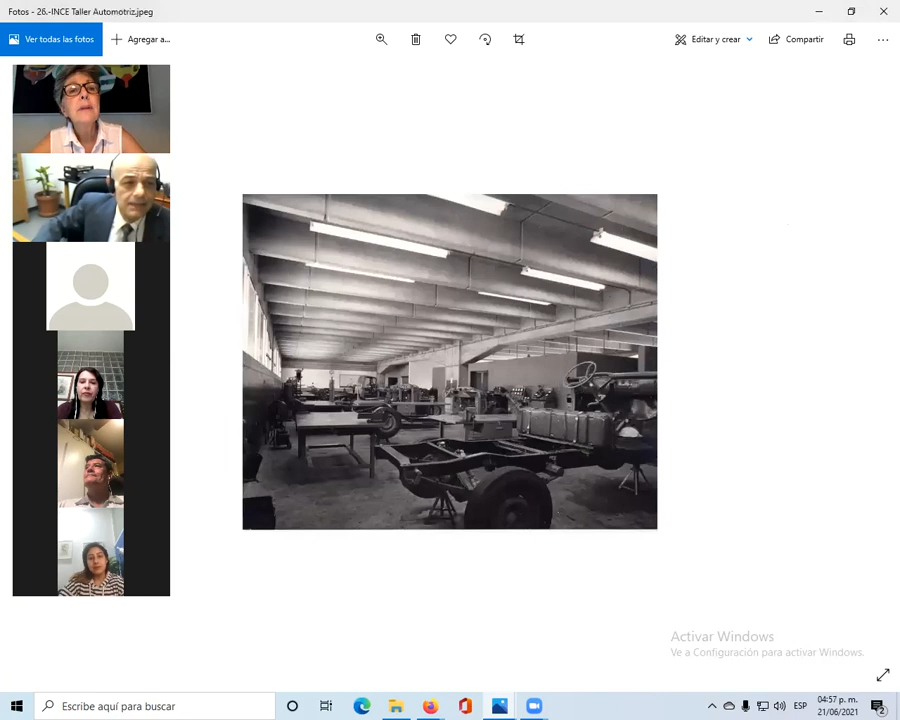 Fotos - 26.-INCE Taller Automotriz.jpeg
Ver todas las fotos
Agregar a...
Editar y crear
Compartir
Activar Windows
Ve a Configuración para activar Windows.
Escribe aquí para buscar
ESP
04:57 p. m.
21/06/2021
2